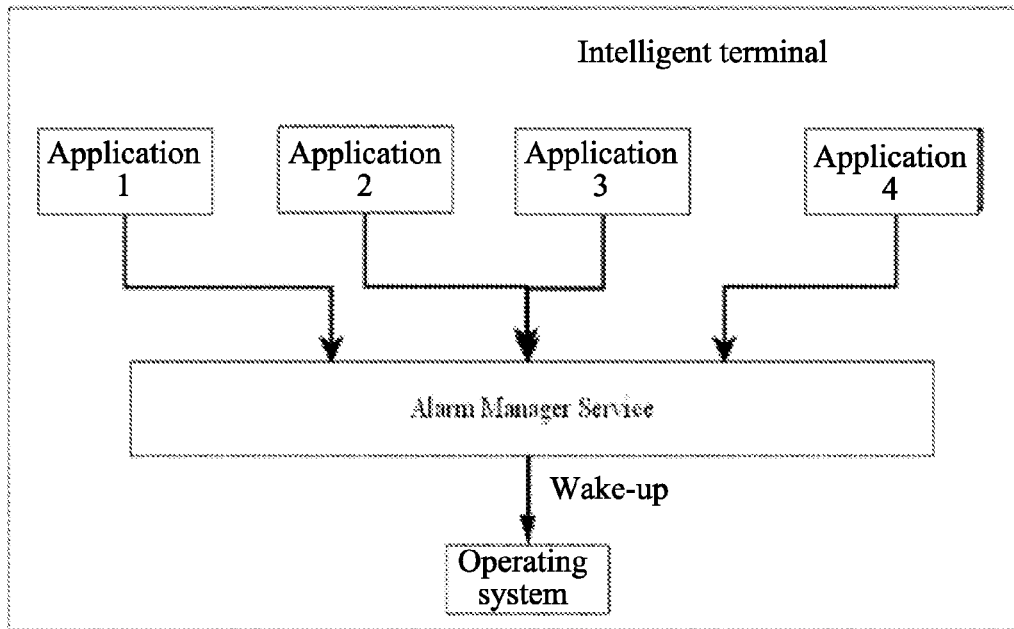 Intelligent terminal
Application
1
Application
2
Application
3
Application
4
Alarm Manager Service
Wake-up
Operating
system